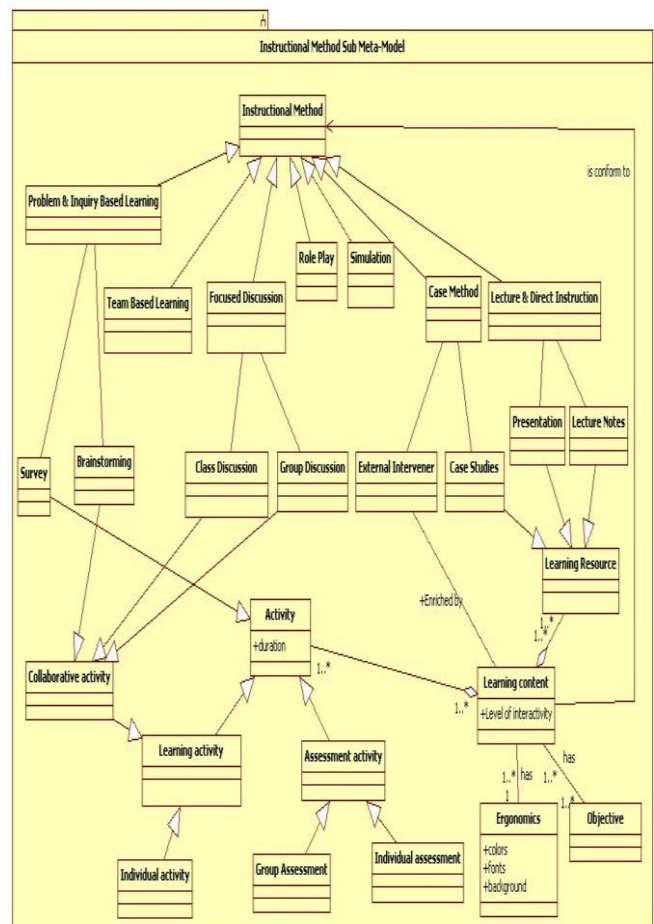 Instructional Method Sub Meta-Model
Instructional Method
is conform to
Problem & Inquiry Based Learning
Role Play
Simulation
Team Based Learning
Focused Discussion
Case Method
Lecture & Direct Instruction
Presentation
Lecture Notes
Survey
Brainstorming
Class Discussion
Group Discussion
External Intervener
Case Studies
Learning Resource
+Enriched by
Activity
+duration
1..*
1..*
1..*
Collaborative activity
Learning content
+Level of interactivity
1..*
Learning activity
Assessment activity
has
has
1..*
1..*
1
1..*
Ergonomics
+colors
+fonts
+background
Objective
Individual activity
Group Assessment
Individual assessment